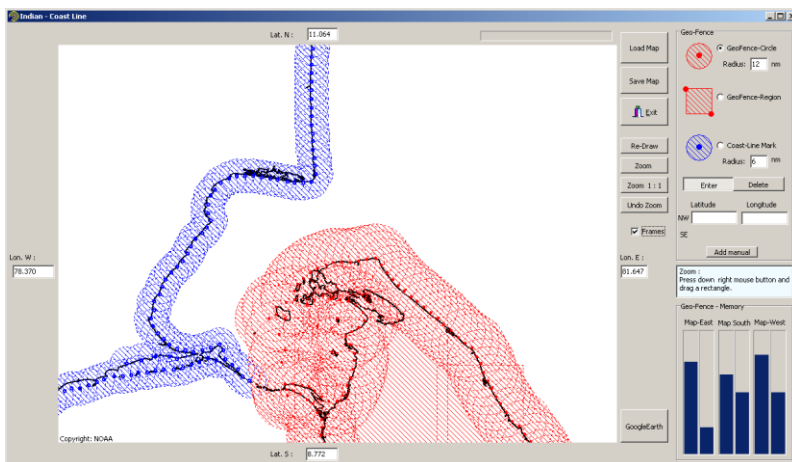 Indian - Coast Line
Lat. N : 11.064
Lon. W :
78.370
Lon. E :
81.647
Lat. S : 8.772
Copyright: NOAA
Load Map
Save Map
Exit
Re-Draw
Zoom
Zoom 1 : 1
Undo Zoom
Frames
GoogleEarth
Geo-Fence
GeoFence-Circle
Radius: 12 nm
GeoFence-Region
Coast-Line Mark
Radius: 6 nm
Enter Delete
Latitude Longitude
NW
SE
Add manual
Zoom :
Press down right mouse button and
drag a rectangle.
Geo-Fence - Memory
Map-East Map South Map-West